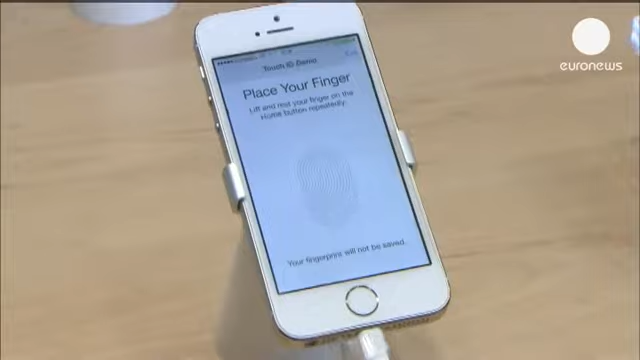 euronews
Touch ID Demo
Place Your Finger
Lift and rest your finger on the
Home button repeatedly.
Your fingerprint will not be saved.